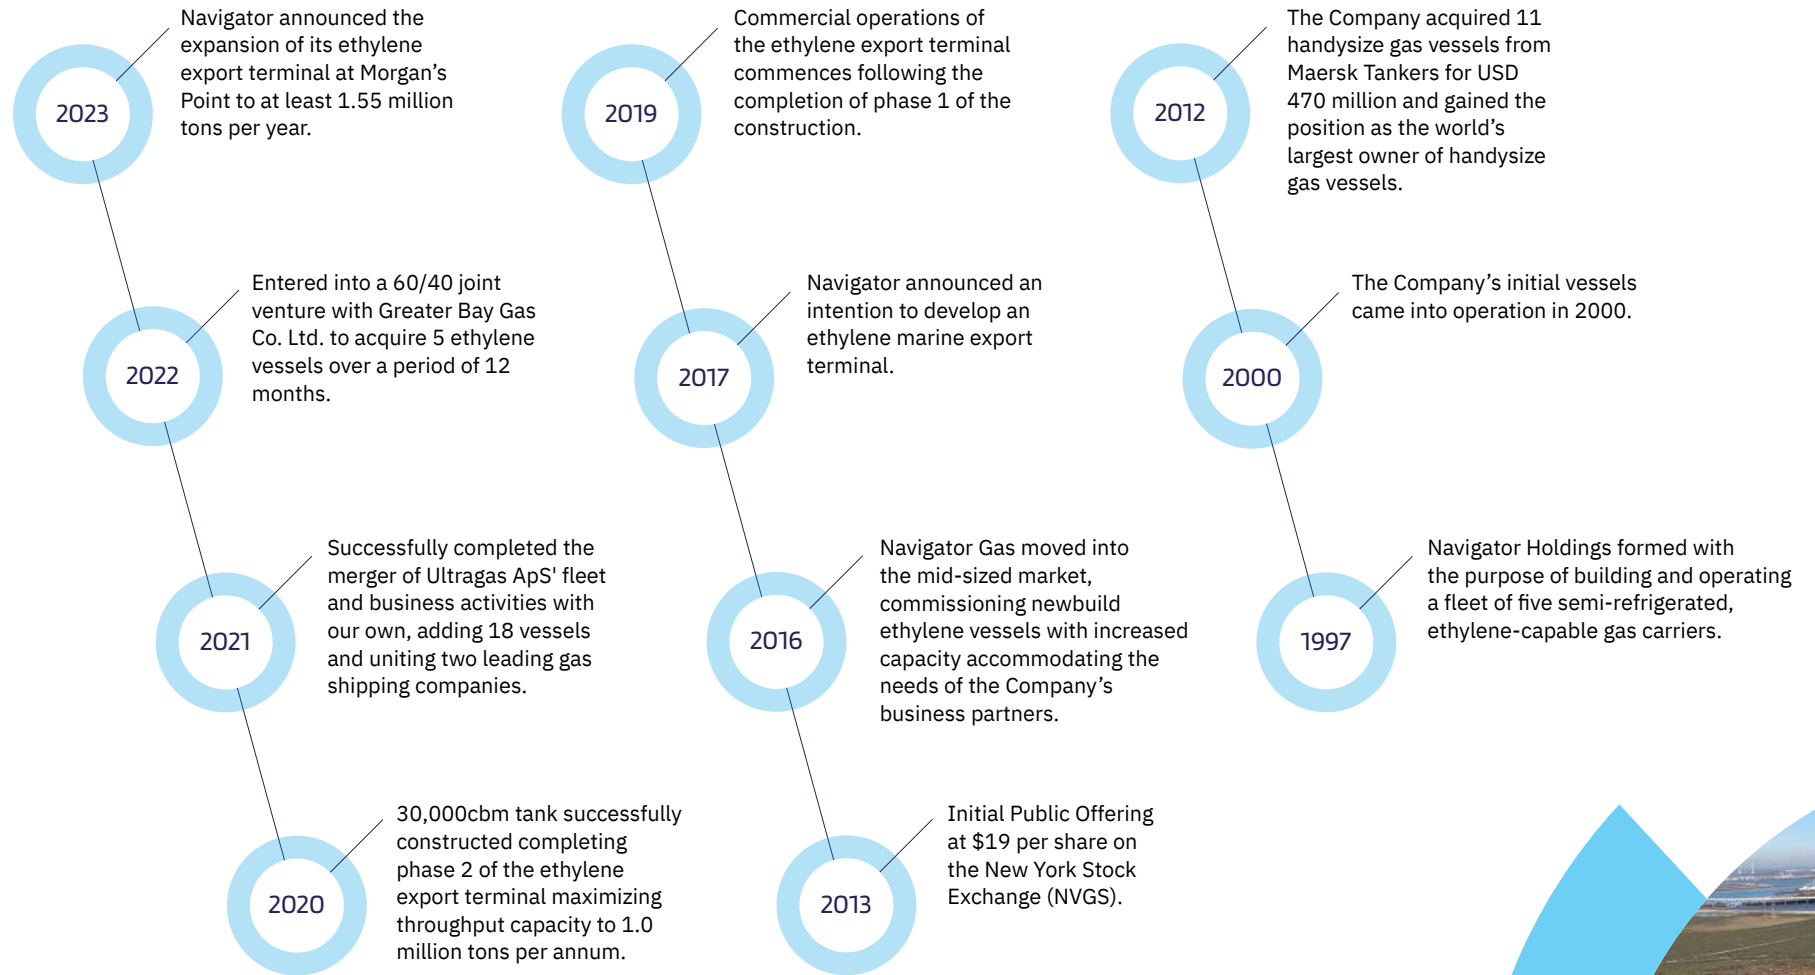 2023
Navigator announced the
expansion of its ethylene
export terminal at Morgan’s
Point to at least 1.55 million
tons per year.
2022
Entered into a 60/40 joint
venture with Greater Bay Gas
Co. Ltd. to acquire 5 ethylene
vessels over a period of 12
months.
2021
Successfully completed the
merger of Ultragas ApS' fleet
and business activities with
our own, adding 18 vessels
and uniting two leading gas
shipping companies.
2020
30,000cbm tank successfully
constructed completing
phase 2 of the ethylene
export terminal maximizing
throughput capacity to 1.0
million tons per annum.
2019
Commercial operations of
the ethylene export terminal
commences following the
completion of phase 1 of the
construction.
2017
Navigator announced an
intention to develop an
ethylene marine export
terminal.
2016
Navigator Gas moved into
the mid-sized market,
commissioning newbuild
ethylene vessels with increased
capacity accommodating the
needs of the Company’s
business partners.
2013
Initial Public Offering
at $19 per share on
the New York Stock
Exchange (NVGS).
2012
The Company acquired 11
handysize gas vessels from
Maersk Tankers for USD
470 million and gained the
position as the world’s
largest owner of handysize
gas vessels.
2000
The Company’s initial vessels
came into operation in 2000.
1997
Navigator Holdings formed with
the purpose of building and operating
a fleet of five semi-refrigerated,
ethylene-capable gas carriers.